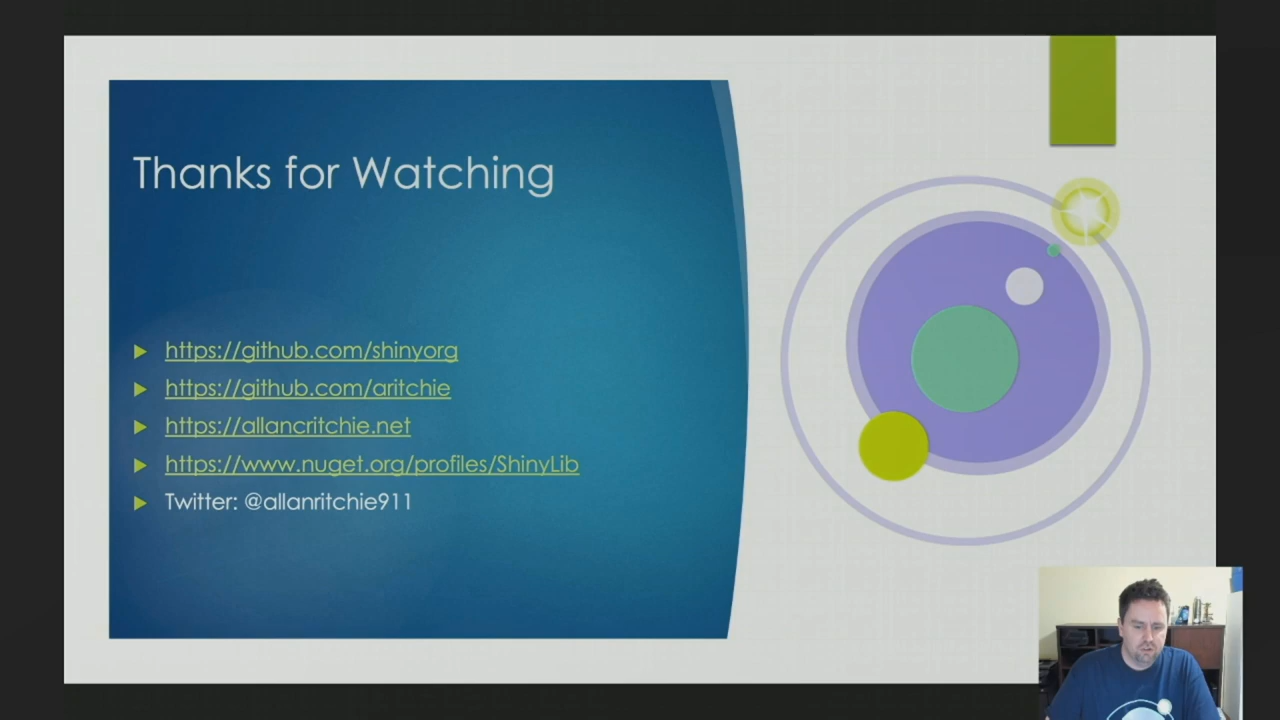 Thanks for Watching
https://github.com/shinyorg
https://github.com/aritchie
https://allancritchie.net
https://www.nuget.org/profiles/ShinyLib
Twitter: @allanritchie911